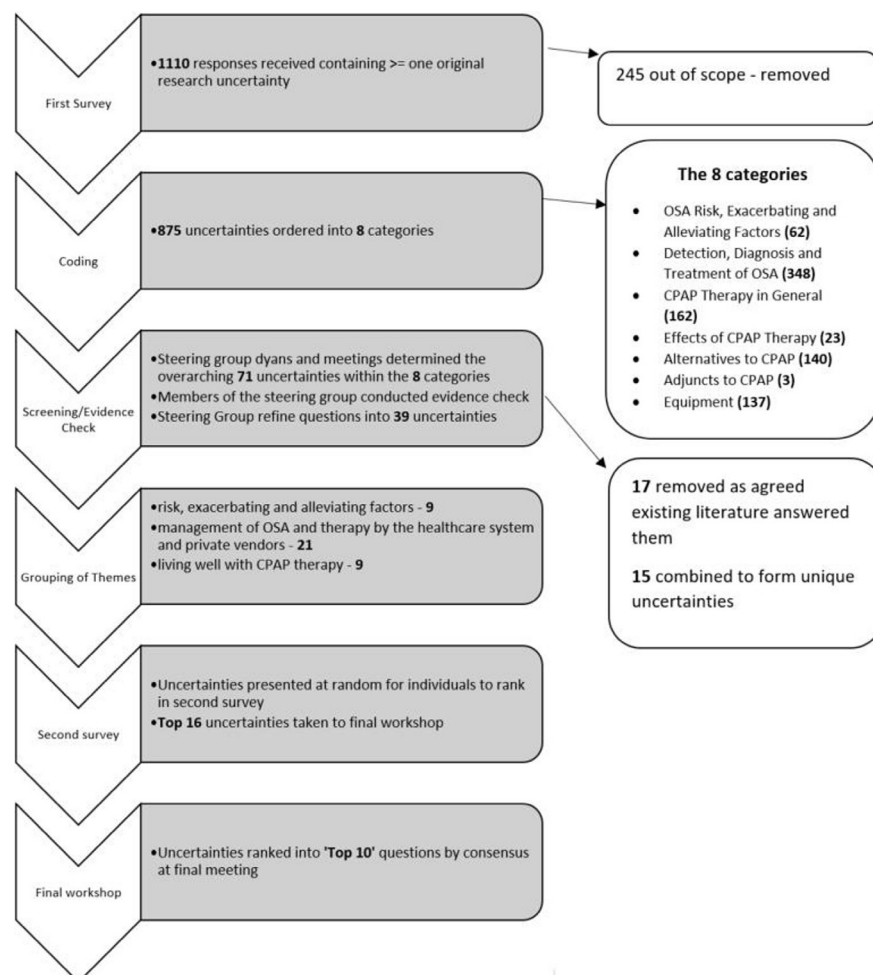 •1110 responses received containing >= one original
research uncertainty
First Survey
245 out of scope - removed
•875 uncertainties ordered into 8 categories
Coding
The 8 categories
• OSA Risk, Exacerbating and
Alleviating Factors (62)
• Detection, Diagnosis and
Treatment of OSA (348)
• CPAP Therapy in General
(162)
• Effects of CPAP Therapy (23)
• Alternatives to CPAP (140)
• Adjuncts to CPAP (3)
• Equipment (137)
•Steering group dyans and meetings determined the
overarching 71 uncertainties within the 8 categories
•Members of the steering group conducted evidence check
•Steering Group refine questions into 39 uncertainties
Screening/Evidence
Check
17 removed as agreed
existing literature answered
them
15 combined to form unique
uncertainties
•risk, exacerbating and alleviating factors - 9
•management of OSA and therapy by the healthcare system
and private vendors - 21
•living well with CPAP therapy - 9
Grouping of Themes
•Uncertainties presented at random for individuals to rank
in second survey
•Top 16 uncertainties taken to final workshop
Second survey
•Uncertainties ranked into 'Top 10' questions by consensus
at final meeting
Final workshop